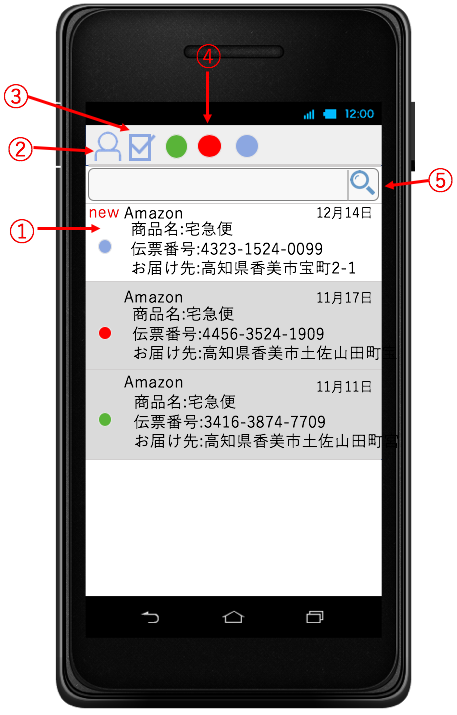 ④
12:00
③
②
⑤
①
new Amazon 12月14日
商品名:宅急便
伝票番号:4323-1524-0099
お届け先:高知県香美市宝町2-1
Amazon 11月17日
商品名:宅急便
伝票番号:4456-3524-1909
お届け先:高知県香美市土佐山田町
Amazon 11月11日
商品名:宅急便
伝票番号:3416-3874-7709
お届け先:高知県香美市土佐山田町